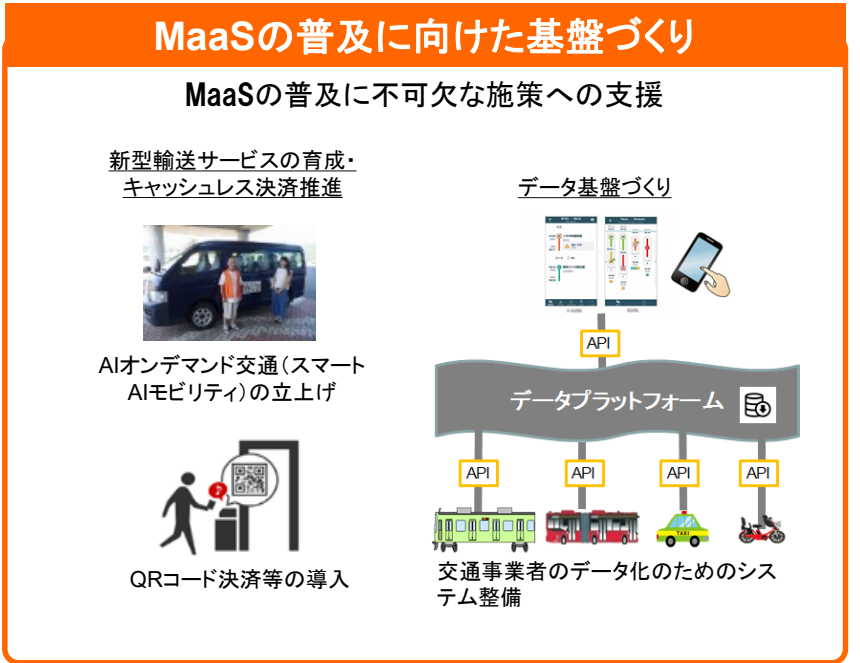 MaaSの普及に向けた基盤づくり
MaaSの普及に不可欠な施策への支援
新型輸送サービスの育成・
キャッシュレス決済推進
AIオンデマンド交通（スマート
AIモビリティ）の立上げ
QRコード決済等の導入
データ基盤づくり
API
データプラットフォーム
API
API
API
API
TAXI
交通事業者のデータ化のためのシス
テム整備